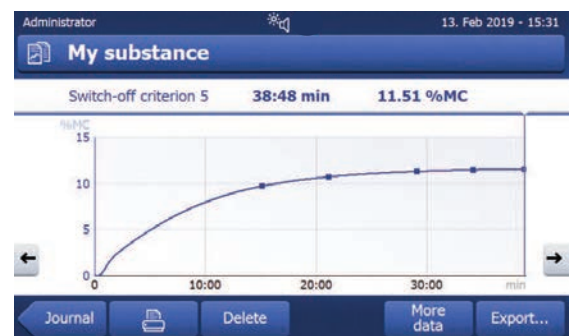 Administrator 13. Feb 2019 - 15:31
My substance
Switch-off criterion 5 38:48 min 11.51 %MC
%MC
15
10
5
0
0 10:00 20:00 30:00 min
Journal Delete More data Export...